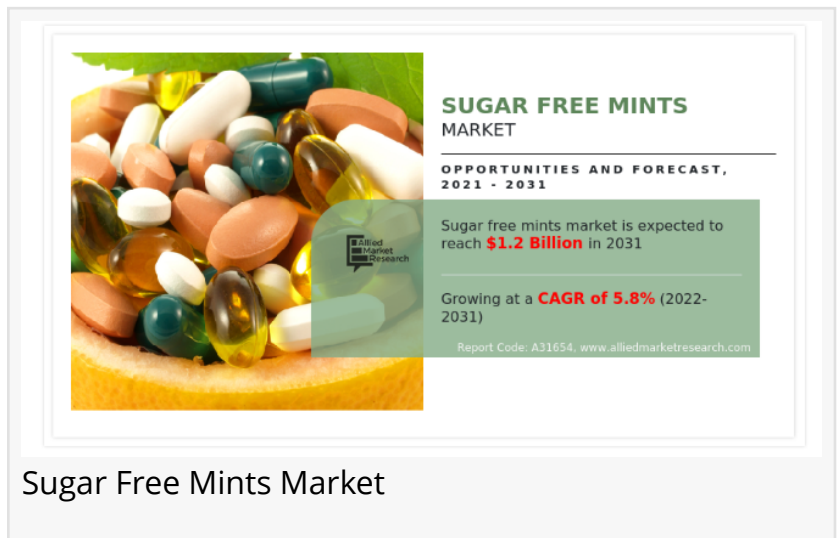 SUGAR FREE MINTS
MARKET
OPPORTUNITIES AND FORECAST,
2021 - 2031
Allied
Market
Research
Sugar free mints market is expected to
reach $1.2 Billion in 2031
Growing at a CAGR of 5.8% (2022-
2031)
Report Code: A31654, www.alliedmarketresearch.com
Sugar Free Mints Market